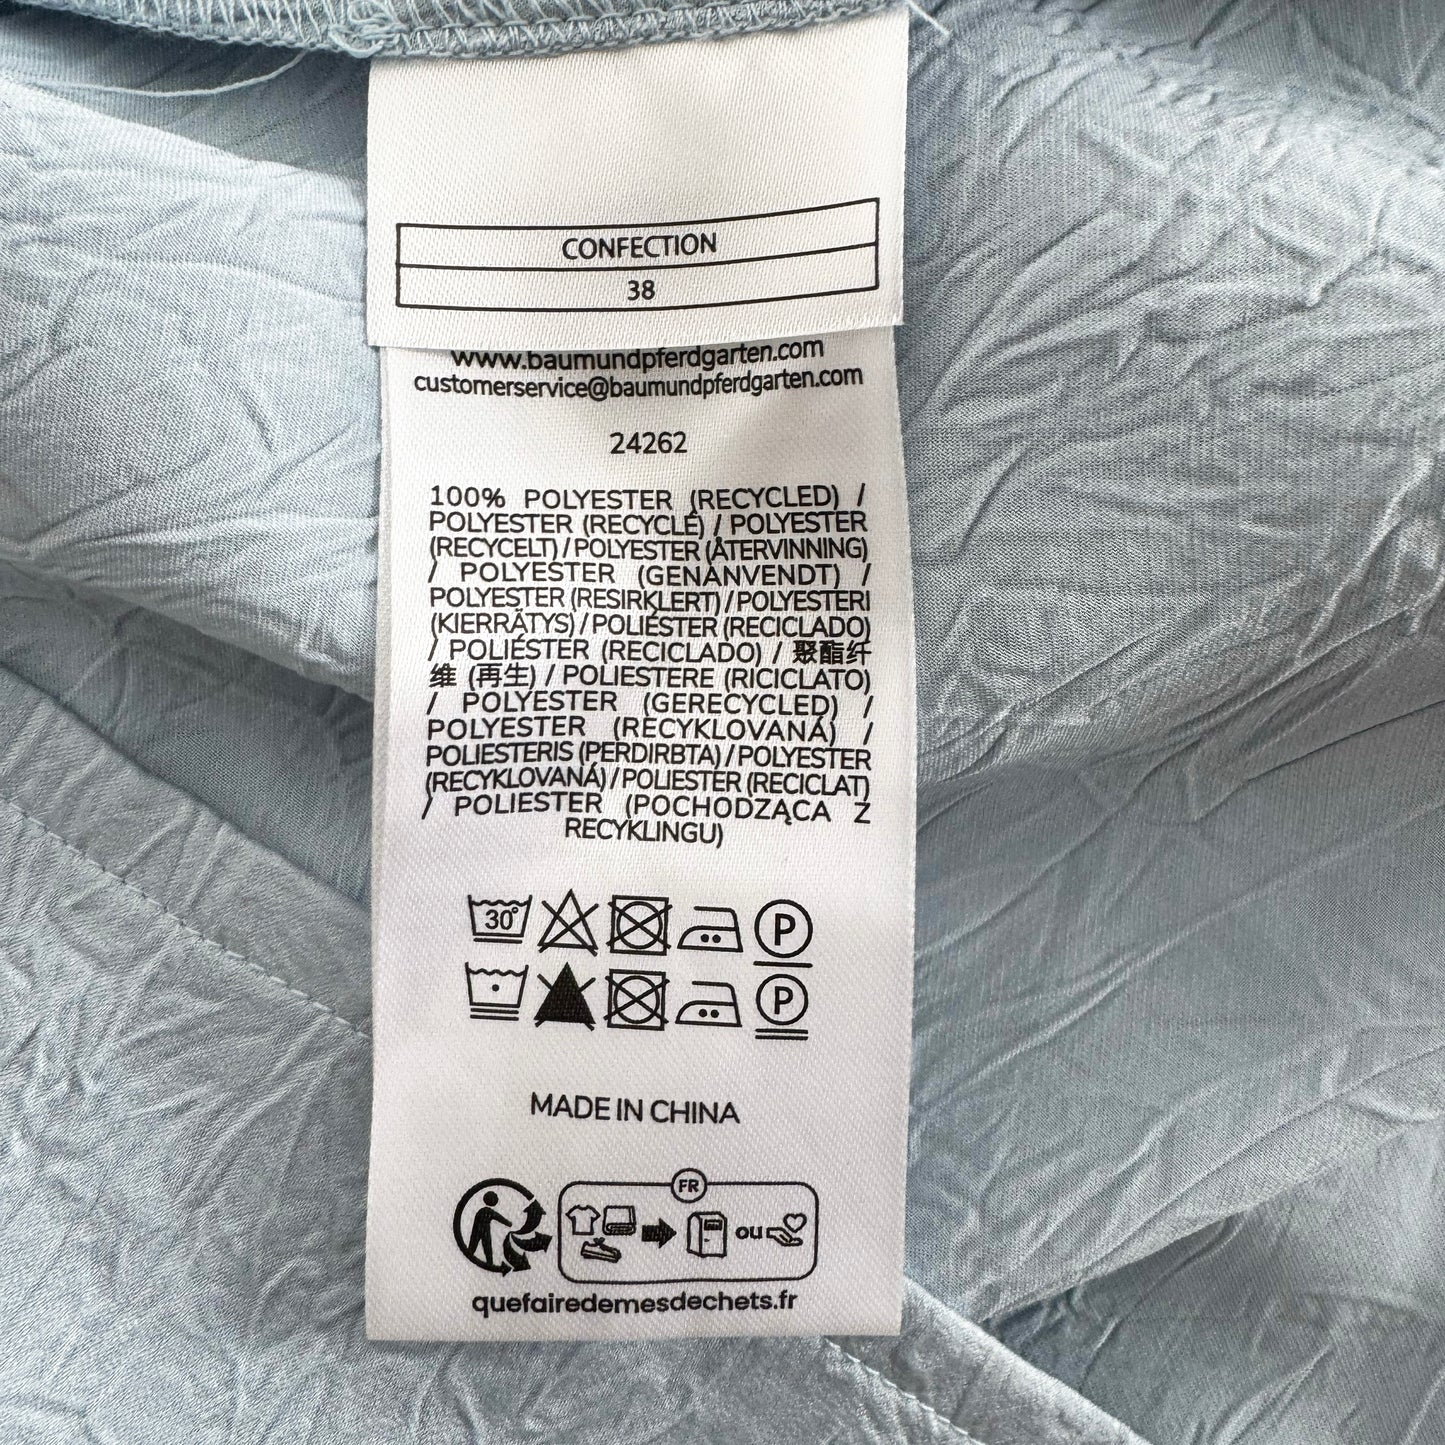 CONFECTION
38
www.baumundpferdgarten.com
customerservice@baumundpferdgarten.com
24262
100% POLYESTER (RECYCLED) /
POLYESTER (RECYCLÉ) / POLYESTER
(RECYCELT) / POLYESTER (ÅTERVINNING)
/ POLYESTER (GENANVENDT) /
POLYESTER (RESIRKLERT) / POLYESTERI
(KIERRÄTYS) / POLIÉSTER (RECICLADO)
/ POLIÉSTER (RECICLADO) / 聚酯纤
维 (再生) / POLIESTERE (RICICLATO)
/ POLYESTER (GERECYCLED) /
POLYESTER (RECYKLOVANÁ) /
POLIESTERIS (PERDIRBTA) / POLYESTER
(RECYKLOVANÁ) / POLIESTER (RECICLAT)
/ POLIESTER (POCHODZĄCA Z
RECYKLINGU)
30° P
P
MADE IN CHINA
FR
ou
quefairedemesdechets.fr